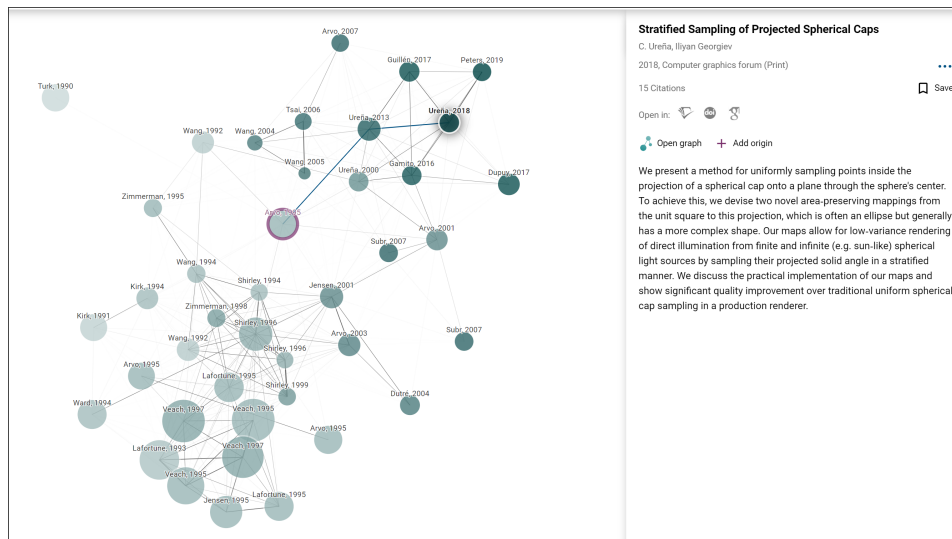 Arvo, 2007
Guillén, 2017
Peters, 2019
Turk, 1990
Tsai, 2006
Ureña, 2018
Ureña, 2013
Wang, 1992
Wang, 2004
Wang, 2005
Ureña, 2000
Gamito, 2016
Dupuy, 2017
Zimmerman, 1995
Arvo, 1995
Arvo, 2001
Subr, 2007
Wang, 1994
Shirley, 1994
Kirk, 1994
Jensen, 2001
Zimmerman, 1998
Kirk, 1991
Shirley, 1996
Subr, 2007
Wang, 1992
Arvo, 2003
Shirley, 1996
Arvo, 1995
Lafortune, 1995
Shirley, 1999
Dutré, 2004
Ward, 1994
Veach, 1997
Veach, 1995
Arvo, 1995
Lafortune, 1993
Veach, 1997
Veach, 1995
Jensen, 1995
Lafortune, 1995
Stratified Sampling of Projected Spherical Caps
C. Ureña, Iliyan Georgiev
2018, Computer graphics forum (Print)
15 Citations
Save
Open in:
doi
Open graph
Add origin
We present a method for uniformly sampling points inside the
projection of a spherical cap onto a plane through the sphere's center.
To achieve this, we devise two novel area-preserving mappings from
the unit square to this projection, which is often an ellipse but generally
has a more complex shape. Our maps allow for low-variance rendering
of direct illumination from finite and infinite (e.g. sun-like) spherical
light sources by sampling their projected solid angle in a stratified
manner. We discuss the practical implementation of our maps and
show significant quality improvement over traditional uniform spherical
cap sampling in a production renderer.